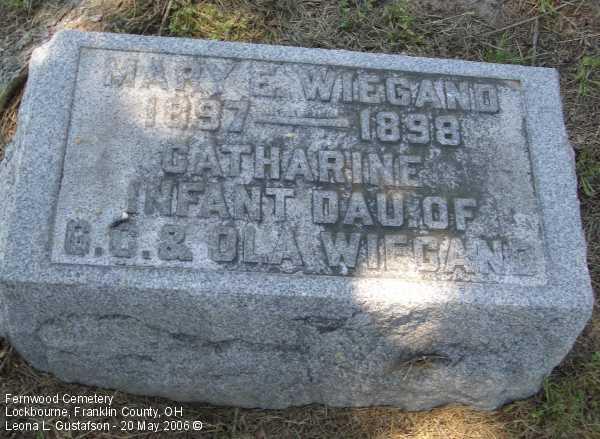 MARY E. WIEGAND
1897 — 1898
CATHARINE
INFANT DAU. OF
G. C. & OLA WIEGAND
Fernwood Cemetery
Lockbourne, Franklin County, OH
Leona L. Gustafson - 20 May 2006 ©